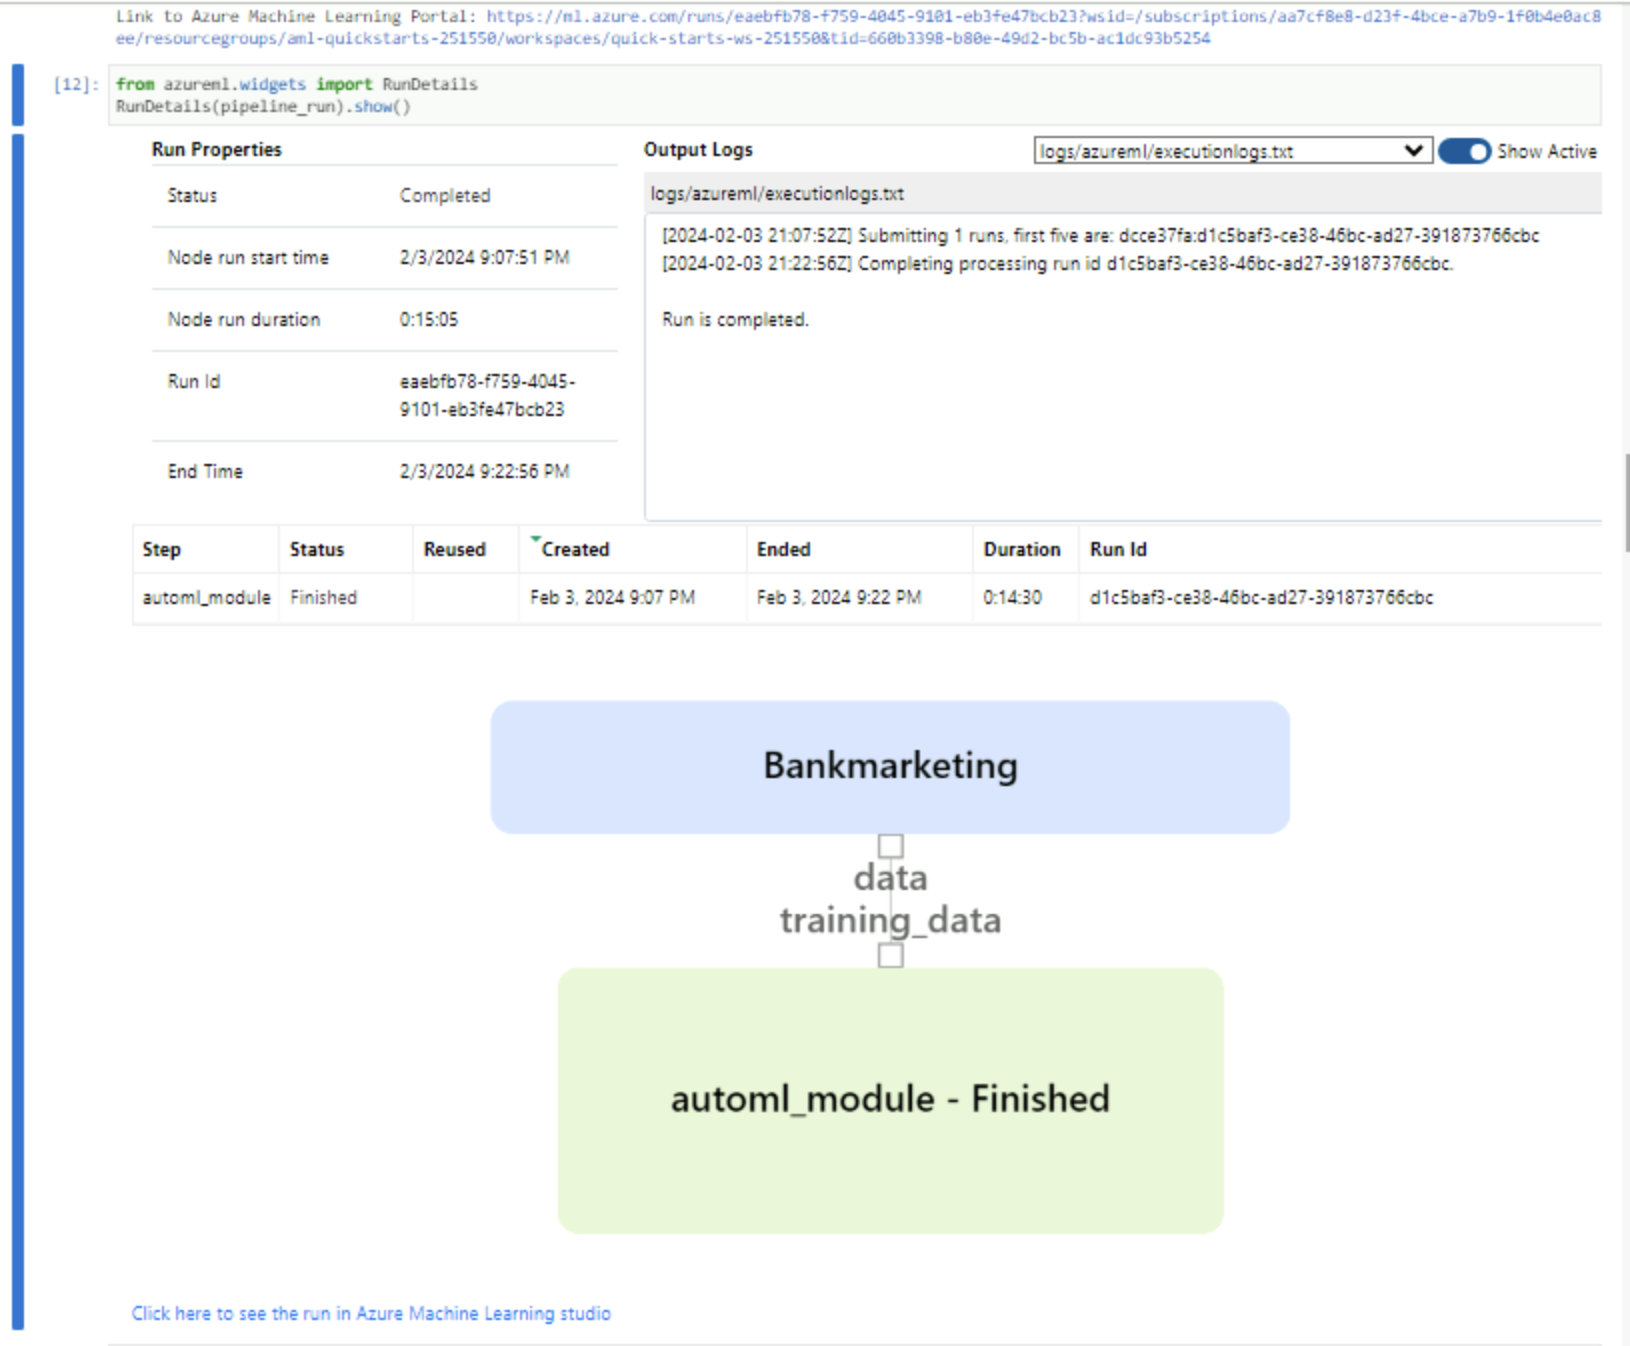 Link to Azure Machine Learning Portal: https://ml.azure.com/runs/eaebfb78-f759-4045-9101-eb3fe47bcb23?wsid=/subscriptions/aa7cf8e8-d23f-4bce-a7b9-1f0b4e0ac8
ee/resourcegroups/aml-quickstarts-251550/workspaces/quick-starts-ws-251550&tid=660b3398-b80e-49d2-bc5b-ac1dc93b5254
[12]: from azureml.widgets import RunDetails
RunDetails(pipeline_run).show()
Run Properties
Status Completed
Node run start time 2/3/2024 9:07:51 PM
Node run duration 0:15:05
Run Id eaebfb78-f759-4045-
9101-eb3fe47bcb23
End Time 2/3/2024 9:22:56 PM
Output Logs logs/azureml/executionlogs.txt Show Active
logs/azureml/executionlogs.txt
[2024-02-03 21:07:52Z] Submitting 1 runs, first five are: dcce37fa:d1c5baf3-ce38-46bc-ad27-391873766cbc
[2024-02-03 21:22:56Z] Completing processing run id d1c5baf3-ce38-46bc-ad27-391873766cbc.
Run is completed.
Step Status Reused Created Ended Duration Run Id
automl_module Finished Feb 3, 2024 9:07 PM Feb 3, 2024 9:22 PM 0:14:30 d1c5baf3-ce38-46bc-ad27-391873766cbc
Bankmarketing
data
training_data
automl_module - Finished
Click here to see the run in Azure Machine Learning studio